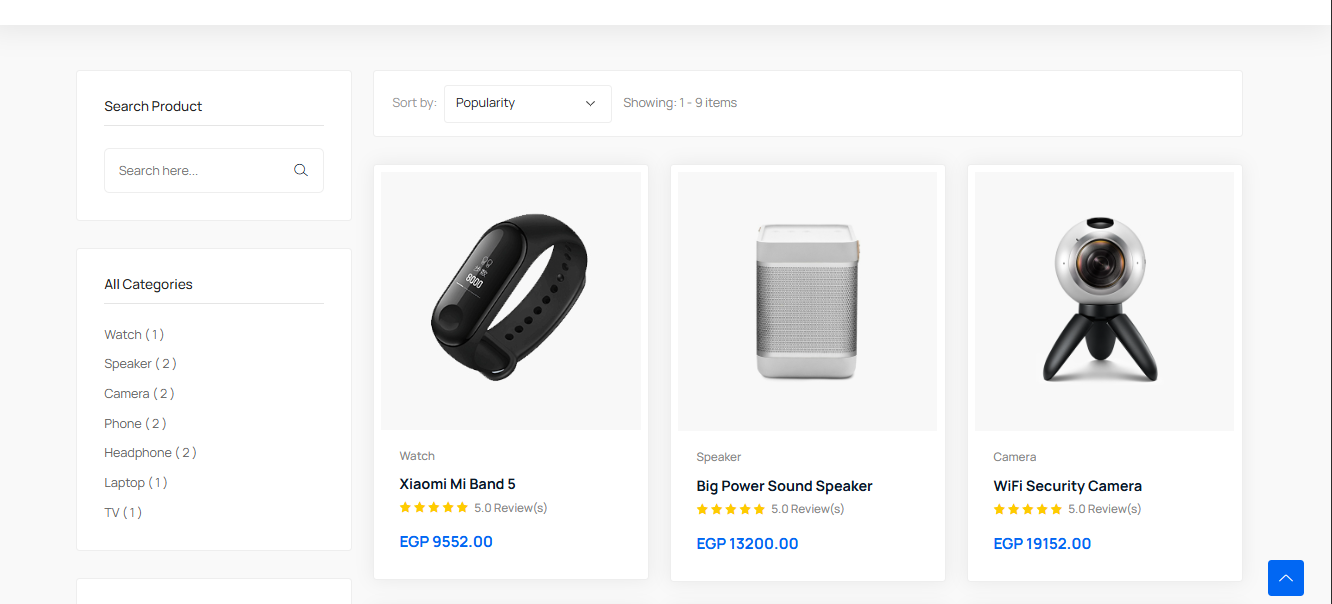 Search Product
Search here...
All Categories
Watch ( 1 )
Speaker ( 2 )
Camera ( 2 )
Phone ( 2 )
Headphone ( 2 )
Laptop ( 1 )
TV ( 1 )
Sort by: Popularity Showing: 1 - 9 items
8000
Watch
Xiaomi Mi Band 5
5.0 Review(s)
EGP 9552.00
Speaker
Big Power Sound Speaker
5.0 Review(s)
EGP 13200.00
Camera
WiFi Security Camera
5.0 Review(s)
EGP 19152.00